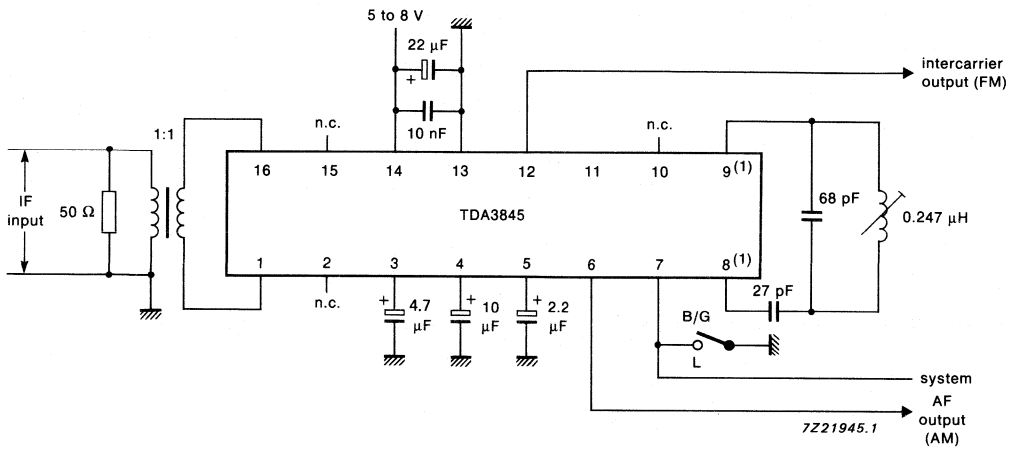 5 to 8 V
22 µF
+
10 nF
intercarrier
output (FM)
n.c.
n.c.
1:1
16
15
14
13
12
11
10
9 (1)
IF
input
50 Ω
TDA3845
68 pF
0.247 µH
1
2
3
4
5
6
7
8 (1)
n.c.
+
4.7
µF
+
10
µF
+
2.2
µF
27 pF
B/G
L
system
AF
output
(AM)
7Z21945.1